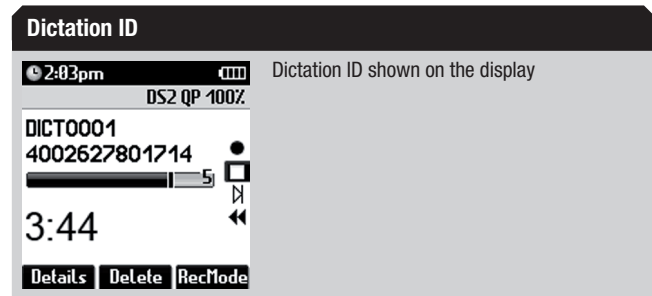 Dictation ID
2:03pm
DS2 QP 100%
DICT0001
4002627801714
5
3:44
Details Delete RecMode
Dictation ID shown on the display